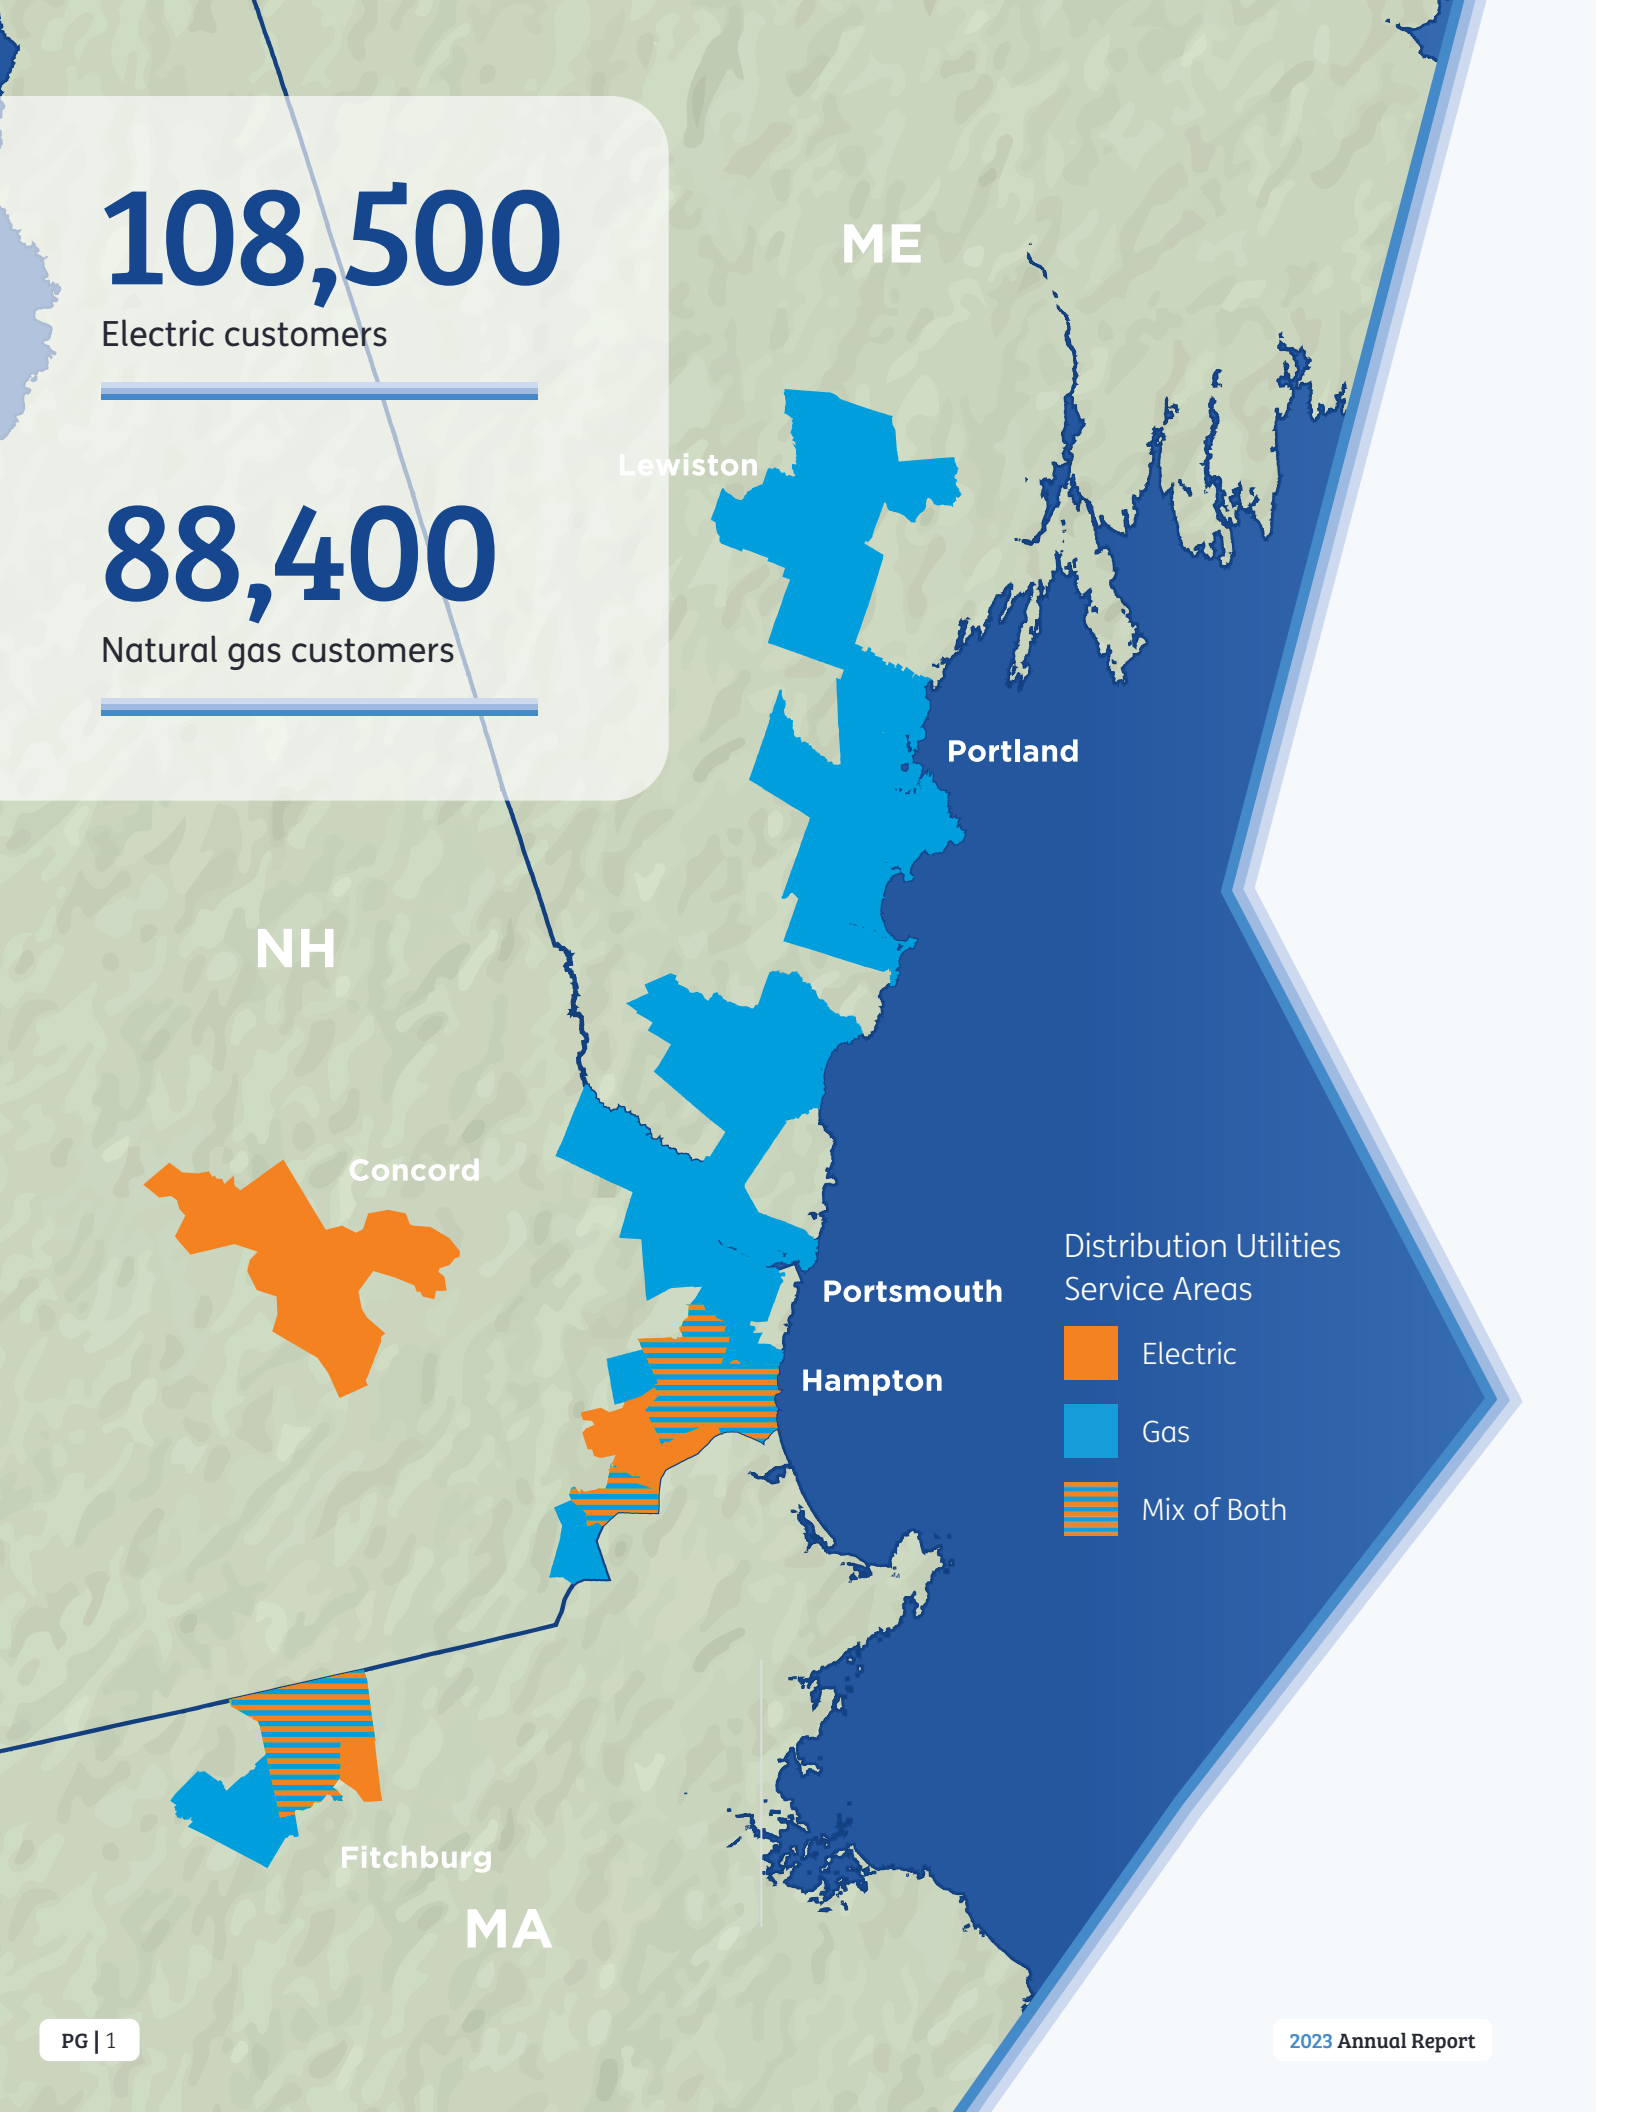 108,500
Electric customers
88,400
Natural gas customers
ME
Lewiston
Portland
NH
Concord
Portsmouth
Hampton
Distribution Utilities
Service Areas
Electric
Gas
Mix of Both
Fitchburg
MA
PG | 1
2023 Annual Report